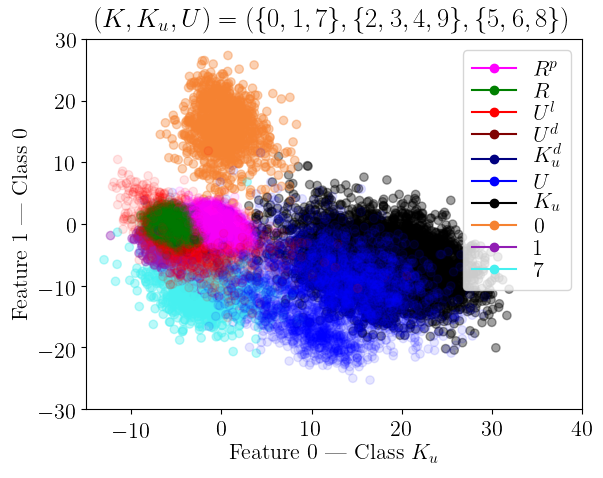 (K, K_u, U) = ({0, 1, 7}, {2, 3, 4, 9}, {5, 6, 8})
30
20
10
0
−10
−20
−30
Feature 1 — Class 0
−10 0 10 20 30 40
Feature 0 — Class K_u
R^p
R
U^l
U^d
K_u^d
U
K_u
0
1
7